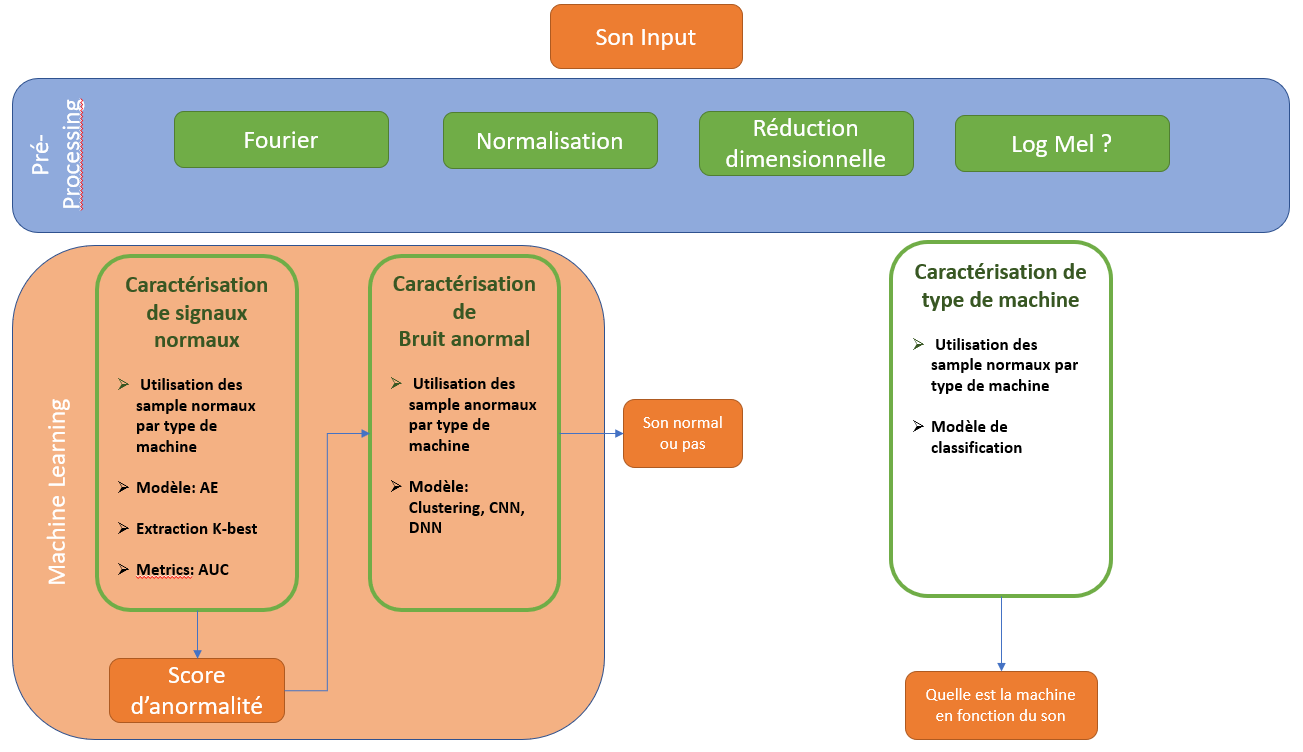 Son Input
Pré-
Processing
Fourier
Normalisation
Réduction
dimensionnelle
Log Mel ?
Machine Learning
Caractérisation
de signaux
normaux
Utilisation des
sample normaux
par type de
machine
Modèle: AE
Extraction K-best
Metrics: AUC
Score
d’anormalité
Caractérisation
de
Bruit anormal
Utilisation des
sample anormaux
par type de
machine
Modèle:
Clustering, CNN,
DNN
Son normal
ou pas
Caractérisation de
type de machine
Utilisation des
sample normaux par
type de machine
Modèle de
classification
Quelle est la machine
en fonction du son